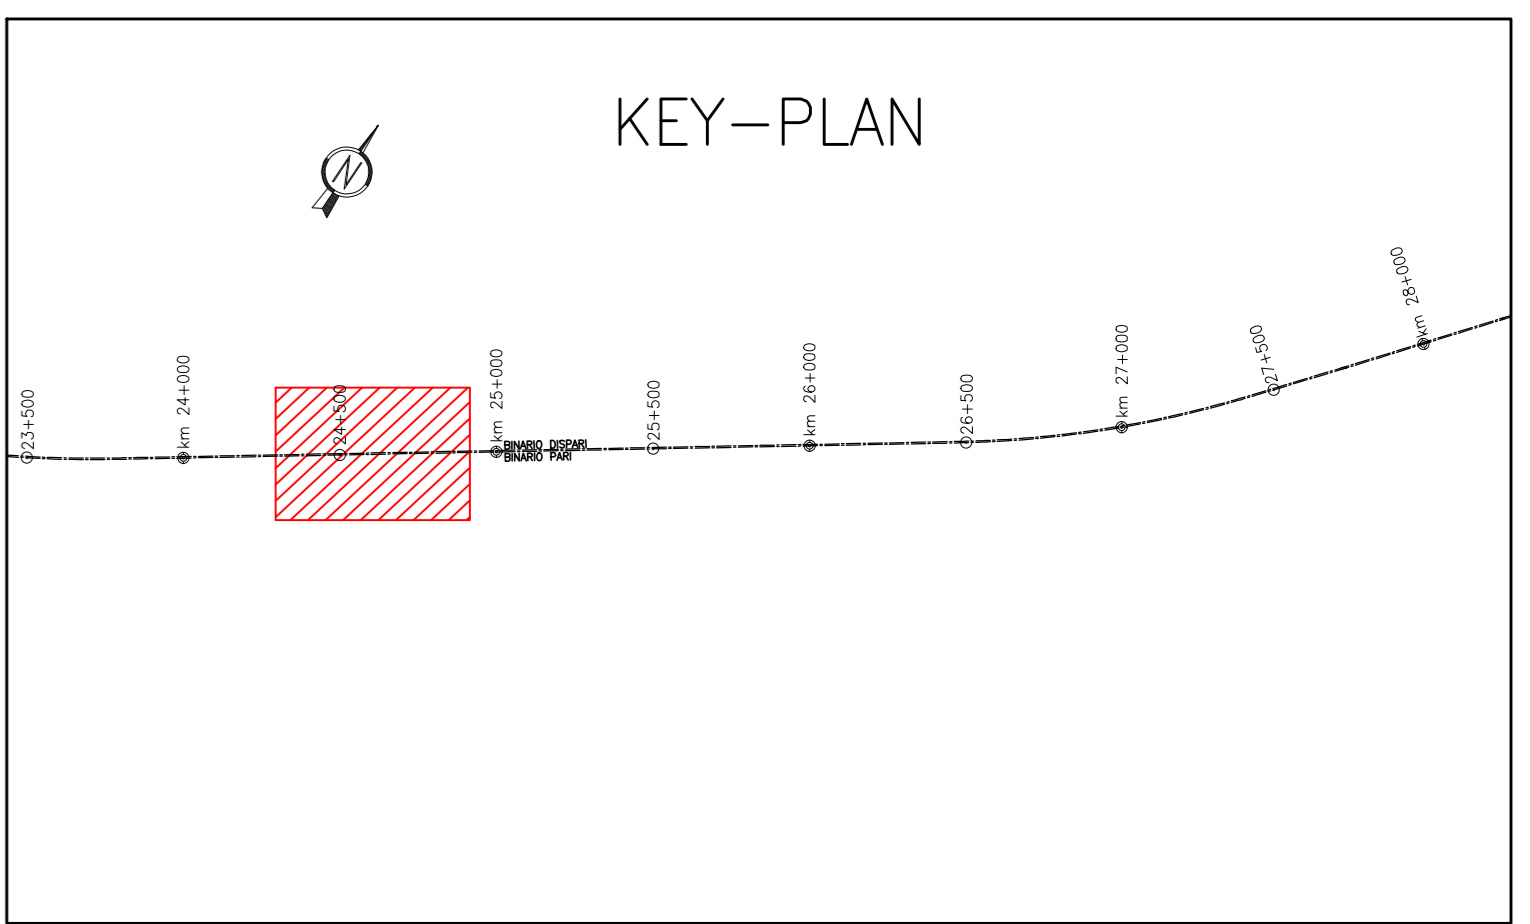 KEY-PLAN
N
23+500
km 24+000
24+500
km 25+000
BINARIO DISPARI
BINARIO PARI
25+500
km 26+000
26+500
km 27+000
27+500
km 28+000